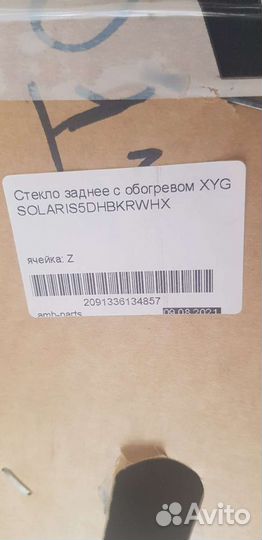 Стекло заднее с обогревом XYG
SOLARIS5DHBKRWHX
ячейка: Z
2091336134857
amb-parts 09.08.2021
Avito